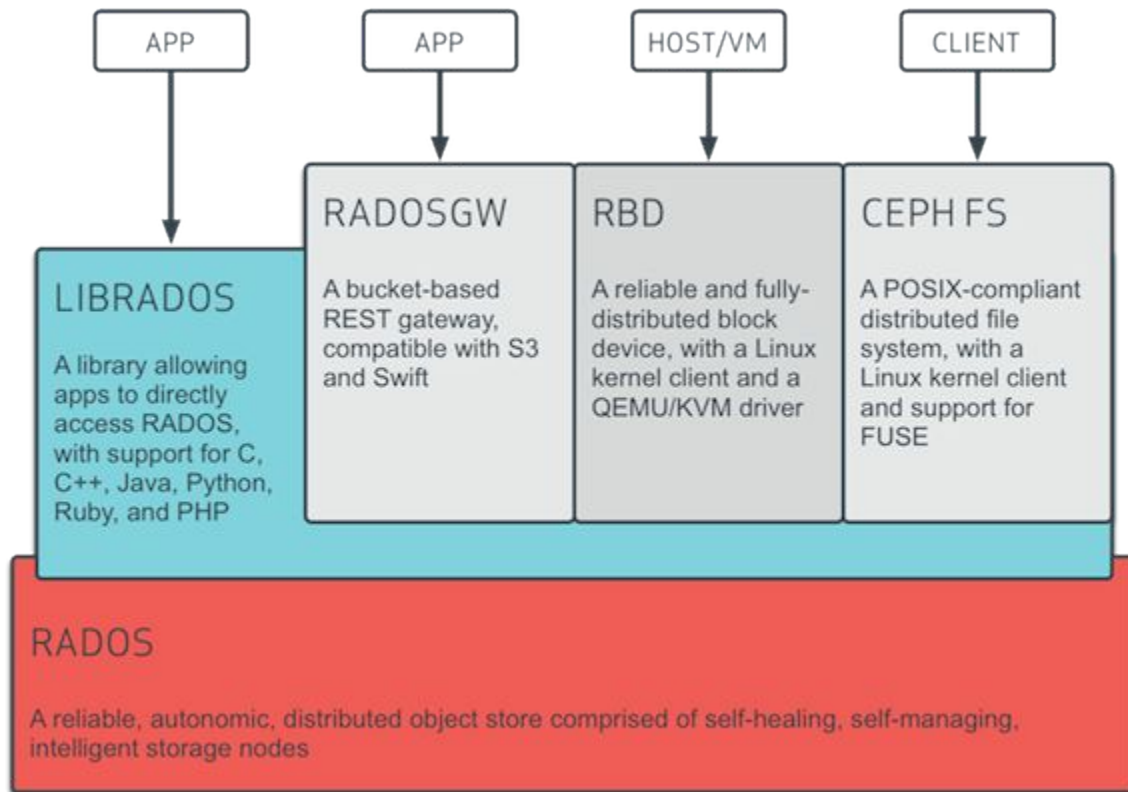 APP
APP
HOST/VM
CLIENT
RADOSGW
A bucket-based
REST gateway,
compatible with S3
and Swift
RBD
A reliable and fully-
distributed block
device, with a Linux
kernel client and a
QEMU/KVM driver
CEPH FS
A POSIX-compliant
distributed file
system, with a
Linux kernel client
and support for
FUSE
LIBRADOS
A library allowing
apps to directly
access RADOS,
with support for C,
C++, Java, Python,
Ruby, and PHP
RADOS
A reliable, autonomic, distributed object store comprised of self-healing, self-managing,
intelligent storage nodes